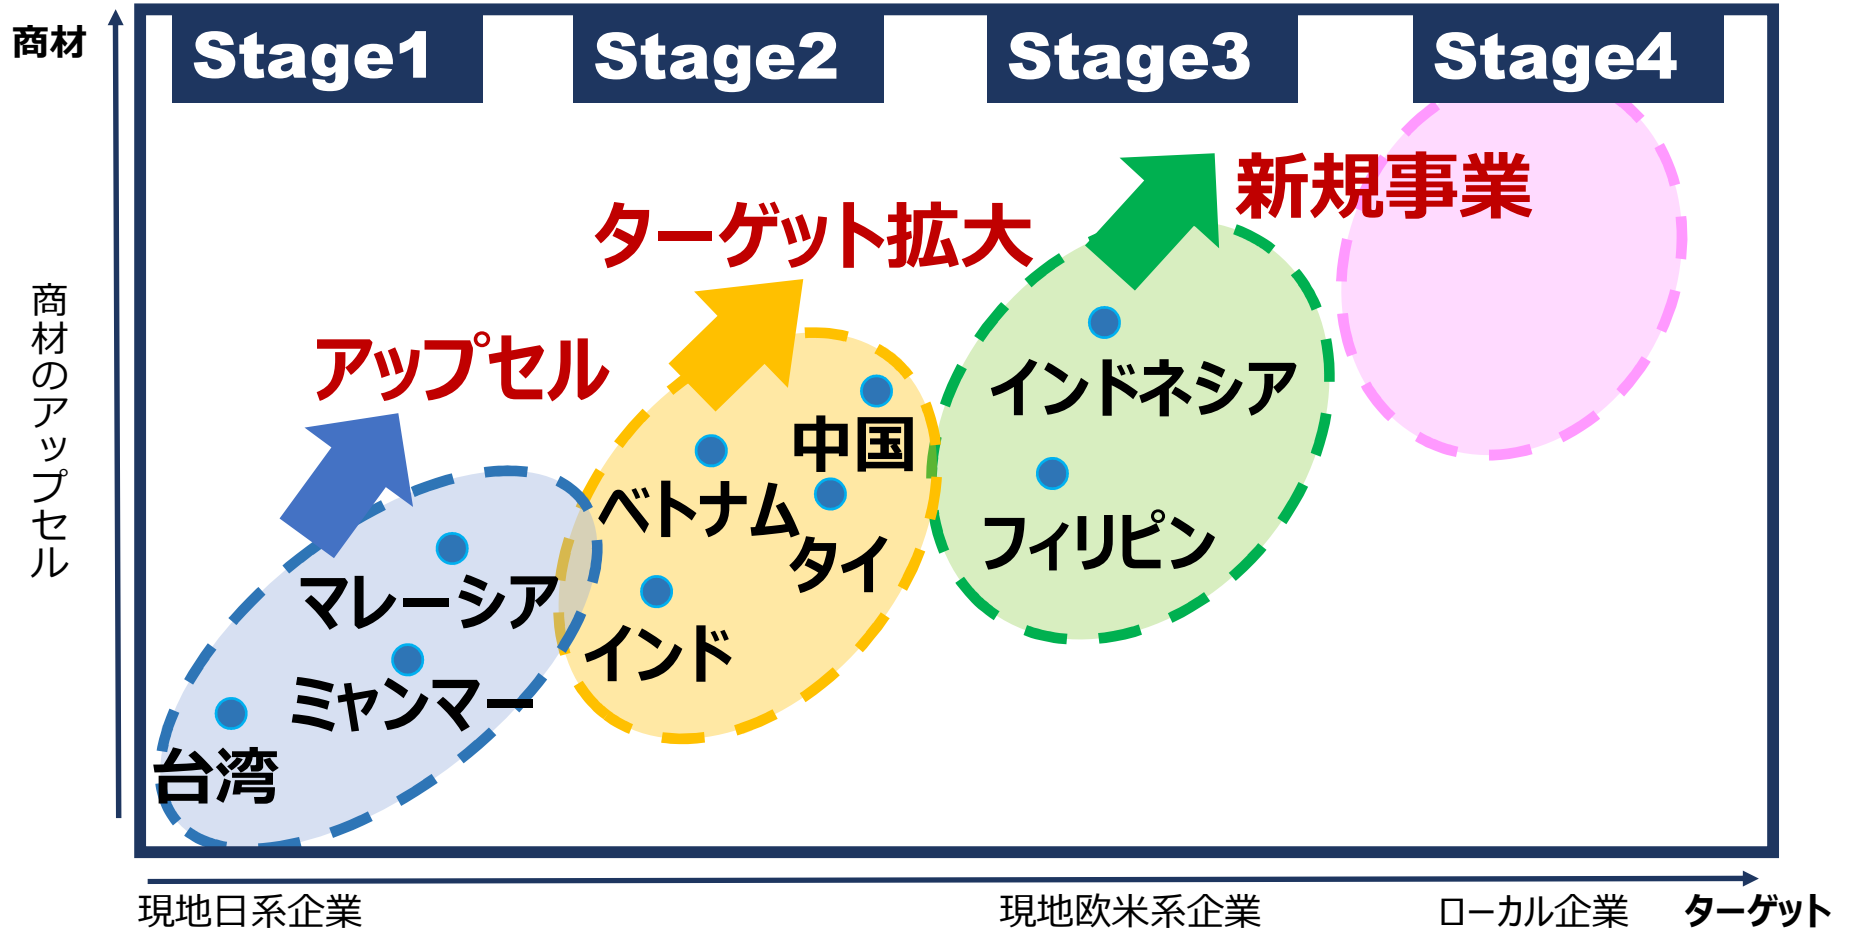 商材
Stage1
Stage2
Stage3
Stage4
新規事業
ターゲット拡大
アップセル
商材のアップセル
インドネシア
中国
ベトナム
フィリピン
タイ
マレーシア
インド
ミャンマー
台湾
現地日系企業
現地欧米系企業
ローカル企業
ターゲット